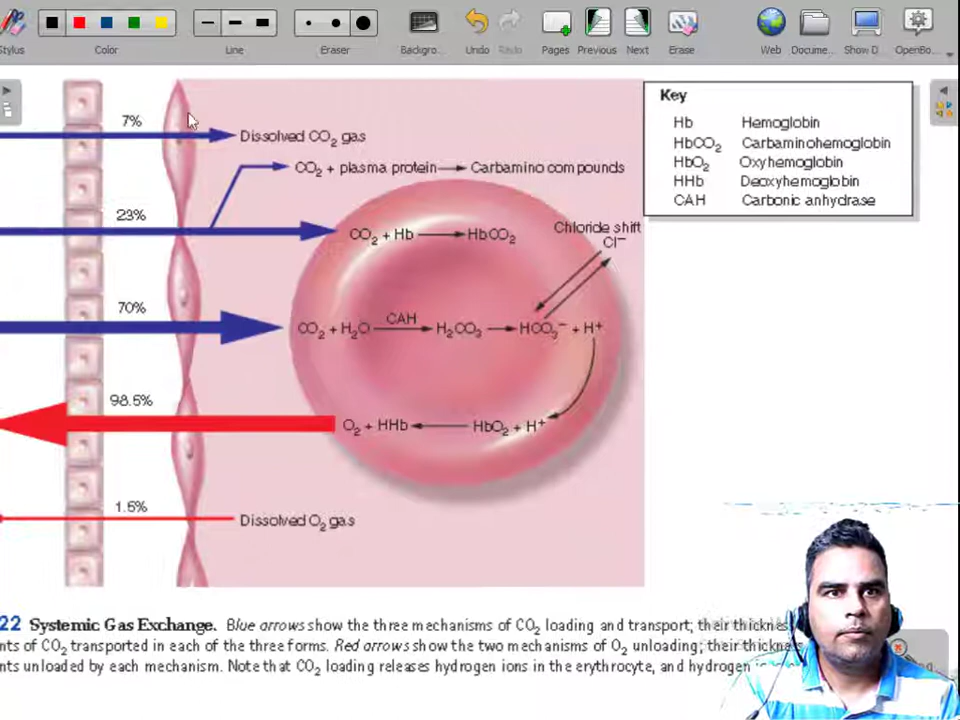 Stylus
Color
Line
Eraser
Backgro...
Undo
Redo
Pages
Previous
Next
Erase
Web
Docume...
Show D
OpenBo...
7%
Dissolved CO₂ gas
CO₂ + plasma protein → Carbamino compounds
23%
CO₂ + Hb → HbCO₂
Chloride shift
Cl⁻
70%
CO₂ + H₂O CAH → H₂CO₃ → HCO₃⁻ + H⁺
98.5%
O₂ + HHb ← HbO₂ + H⁺
1.5%
Dissolved O₂ gas
Key
Hb Hemoglobin
HbCO₂ Carbaminohemoglobin
HbO₂ Oxyhemoglobin
HHb Deoxyhemoglobin
CAH Carbonic anhydrase
22 Systemic Gas Exchange. Blue arrows show the three mechanisms of CO₂ loading and transport; their
nts of CO₂ transported in each of the three forms. Red arrows show the two mechanisms of O₂ unloading; their
nts unloaded by each mechanism. Note that CO₂ loading releases hydrogen ions in the erythrocyte, and hydrogen